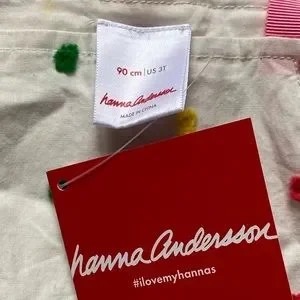 90 cm | US 3T
hanna Andersson
MADE IN CHINA
hanna Andersson
#ilovemyhannas